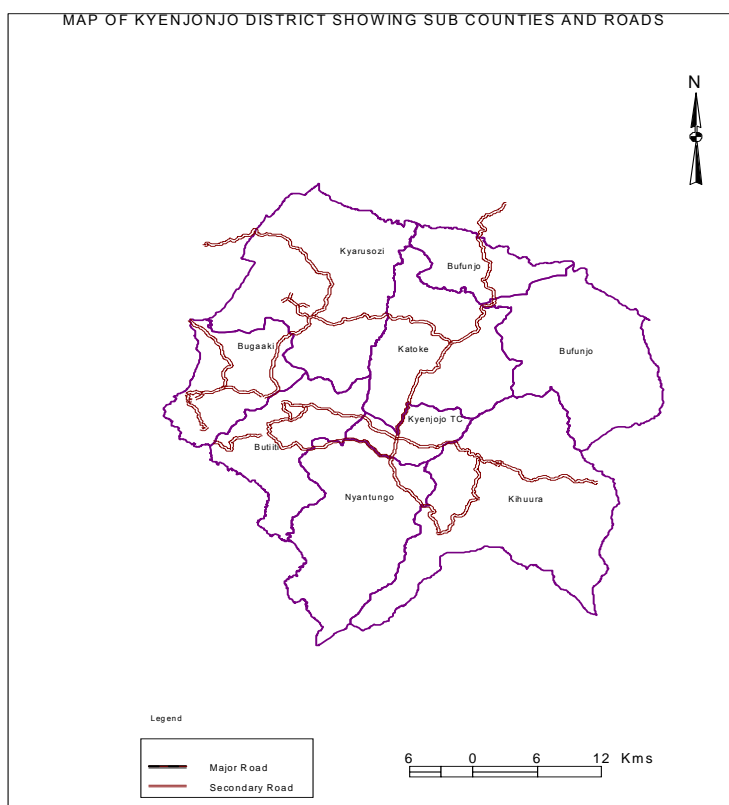 MAP OF KYENJONJO DISTRICT SHOWING SUB COUNTIES AND ROADS
N
Kyarusozi
Bufunjo
Bugaaki
Katoke
Bufunjo
Kyenjojo TC
Butiiti
Nyantungo
Kihuura
Legend
Major Road
Secondary Road
6 0 6 12 Kms